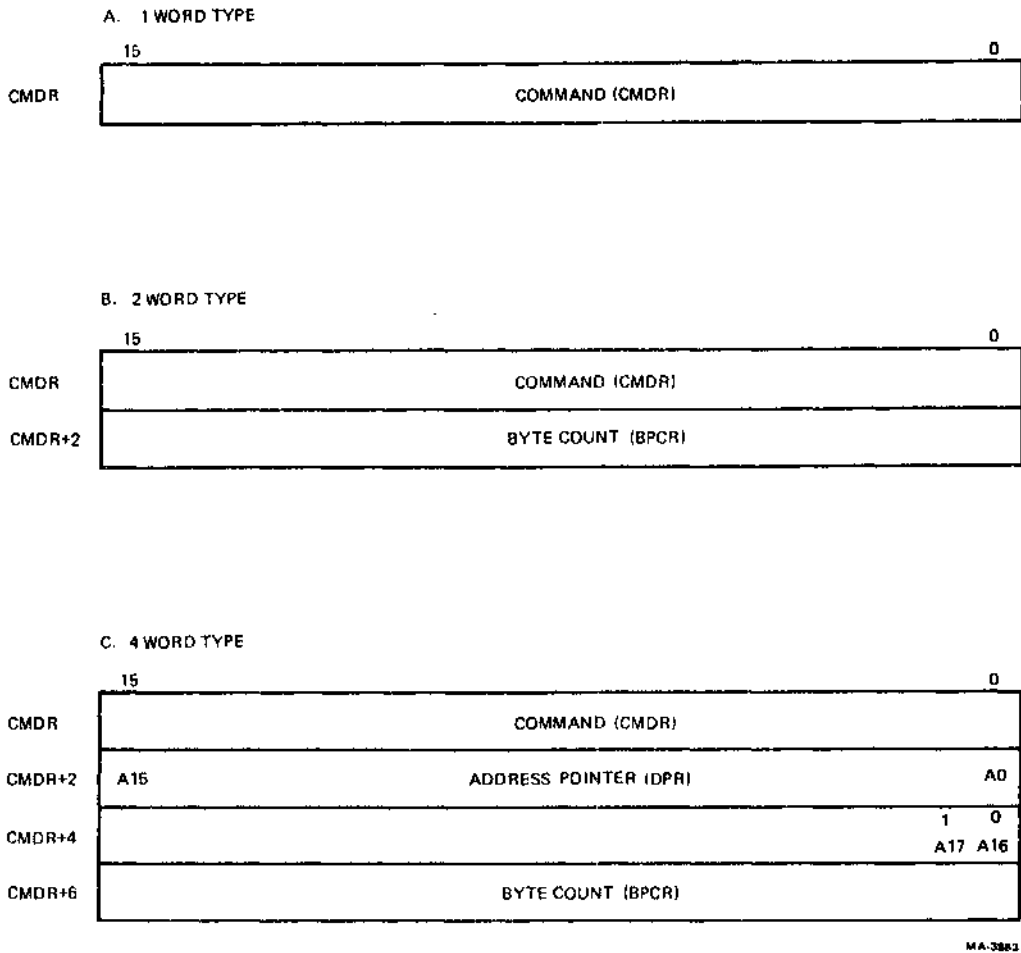 A. 1 WORD TYPE
15 0
CMDR COMMAND (CMDR)
B. 2 WORD TYPE
15 0
CMDR COMMAND (CMDR)
CMDR+2 BYTE COUNT (BPCR)
C. 4 WORD TYPE
15 0
CMDR COMMAND (CMDR)
CMDR+2 A15 ADDRESS POINTER (DPR) A0
1 0
CMDR+4 A17 A16
CMDR+6 BYTE COUNT (BPCR)